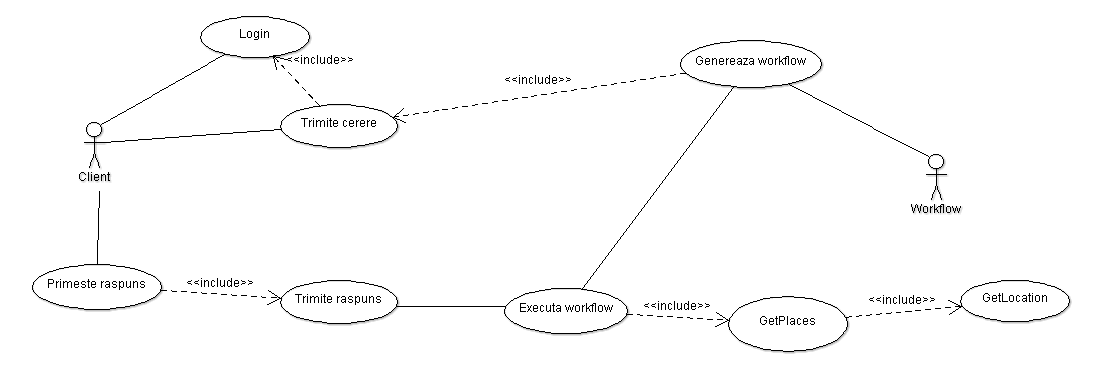 Login
<<include>>
Genereaza workflow
<<include>>
Trimite cerere
Client
Workflow
Primeste raspuns
<<include>>
Trimite raspuns
Executa workflow
<<include>>
GetPlaces
<<include>>
GetLocation